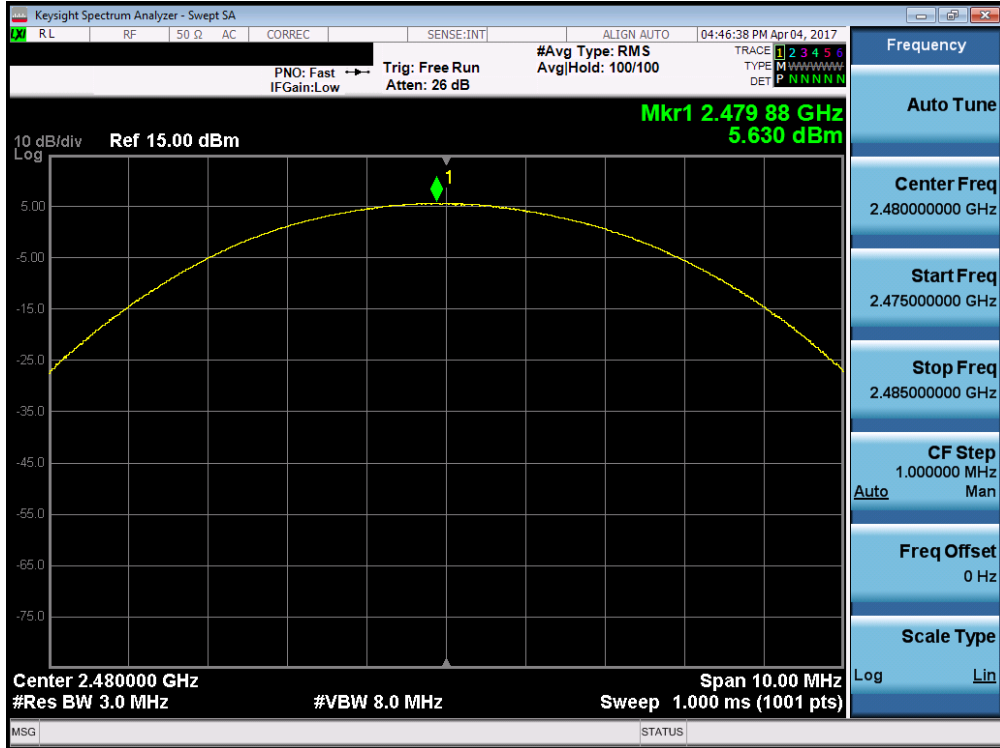 Keysight Spectrum Analyzer - Swept SA
LXI RL RF 50 Ω AC CORREC SENSE:INT ALIGN AUTO 04:46:38 PM Apr 04, 2017
PNO: Fast
IFGain:Low
Trig: Free Run
Atten: 26 dB
#Avg Type: RMS
Avg|Hold: 100/100
TRACE 1 2 3 4 5 6
TYPE M WWWWW
DET P N N N N N
Mkr1 2.479 88 GHz
5.630 dBm
10 dB/div
Log
Ref 15.00 dBm
1
5.00
-5.00
-15.0
-25.0
-35.0
-45.0
-55.0
-65.0
-75.0
Center 2.480000 GHz
Span 10.00 MHz
#Res BW 3.0 MHz
#VBW 8.0 MHz
Sweep 1.000 ms (1001 pts)
MSG
STATUS
Frequency
Auto Tune
Center Freq
2.480000000 GHz
Start Freq
2.475000000 GHz
Stop Freq
2.485000000 GHz
CF Step
1.000000 MHz
Auto Man
Freq Offset
0 Hz
Scale Type
Log Lin